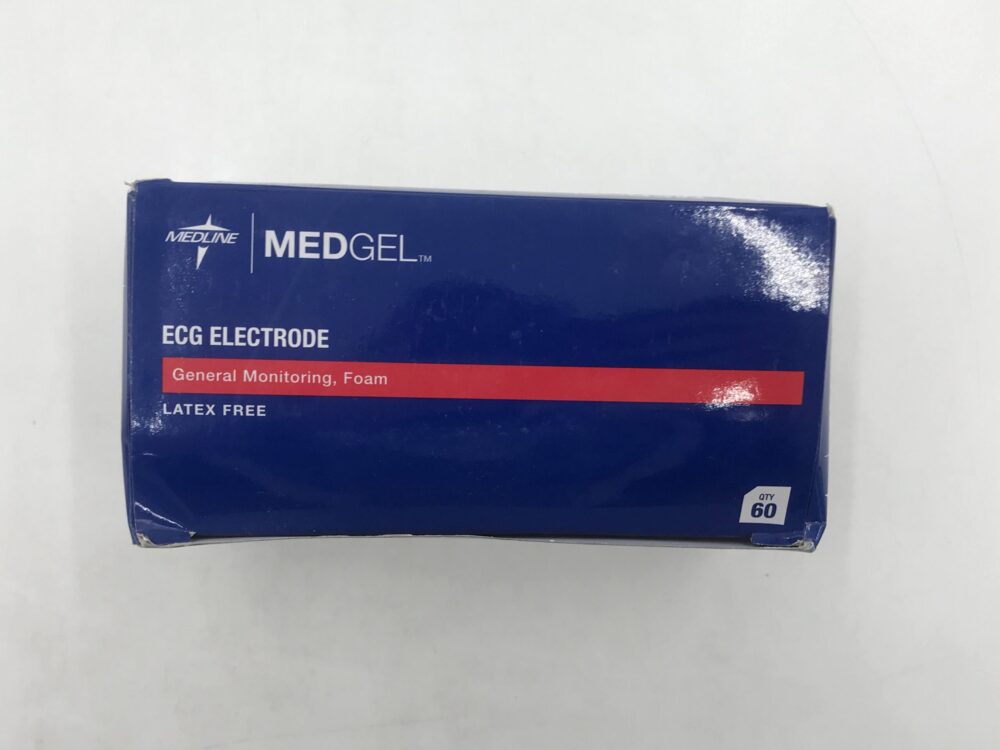 MEDLINE
MEDGEL™
ECG ELECTRODE
General Monitoring, Foam
LATEX FREE
QTY
60